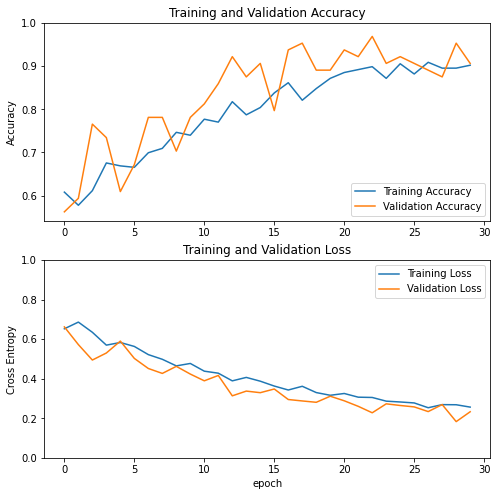 Training and Validation Accuracy
1.0
0.9
0.8
0.7
0.6
Accuracy
Training Accuracy
Validation Accuracy
0 5 10 15 20 25 30
Training and Validation Loss
1.0
0.8
0.6
0.4
0.2
0.0
Cross Entropy
Training Loss
Validation Loss
0 5 10 15 20 25 30
epoch